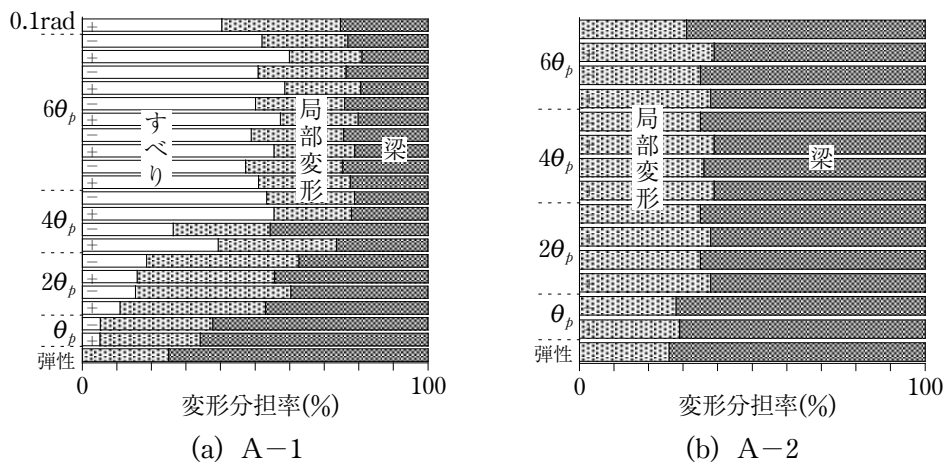 0.1rad
6θp
4θp
2θp
θp
弾性
+
−
+
−
+
−
+
−
+
−
+
−
+
−
+
−
+
−
+
−
+
すべり
局部変形
梁
0
100
変形分担率(%)
(a) A−1
6θp
4θp
2θp
θp
弾性
局部変形
梁
0
100
変形分担率(%)
(b) A−2